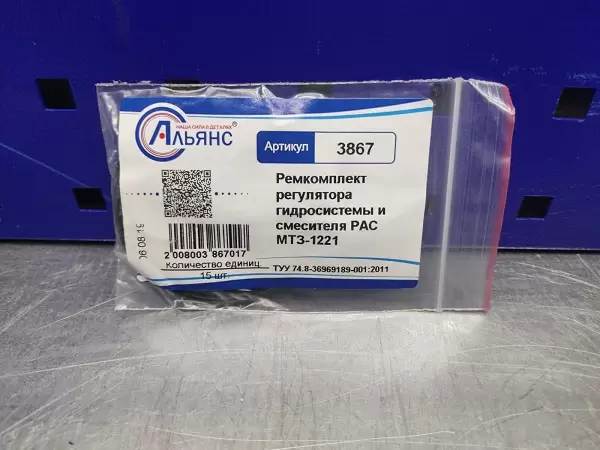 НАША СИЛА В ДЕТАЛЯХ
АЛЬЯНС®
Артикул 3867
Ремкомплект
регулятора
гидросистемы и
смесителя РАС
МТЗ-1221
2 008003 867017
Количество единиц
15 шт.
ТУУ 74.8-36969189-001:2011